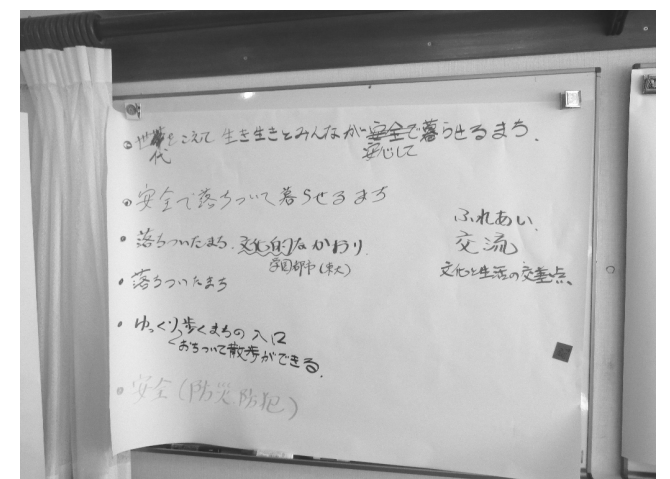 世代をこえて 生き生きとみんなが安全で暮らせるまち.
安心して
安全で落ちついて暮らせるまち
落ちついたまち. 文化的なかおり.
学園都市(東大)
落ちついたまち
ゆっくり歩くまちの入口
おちついて散歩ができる.
安全(防災.防犯)
ふれあい.
交流
文化と生活の交差点.